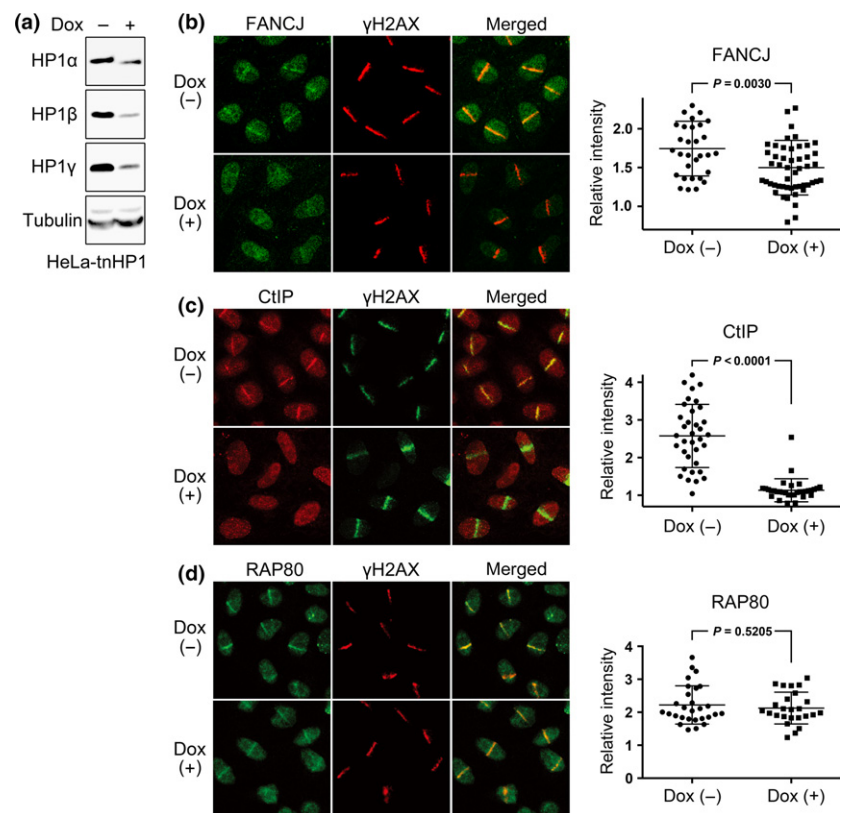 (a)
Dox – +
HP1α
HP1β
HP1γ
Tubulin
HeLa-tnHP1
(b)
FANCJ γH2AX Merged
Dox
(–)
Dox
(+)
FANCJ
P = 0.0030
Relative intensity
2.0
1.5
1.0
Dox (–) Dox (+)
(c)
CtIP γH2AX Merged
Dox
(–)
Dox
(+)
CtIP
P < 0.0001
Relative intensity
4
3
2
1
Dox (–) Dox (+)
(d)
RAP80 γH2AX Merged
Dox
(–)
Dox
(+)
RAP80
P = 0.5205
Relative intensity
4
3
2
1
0
Dox (–) Dox (+)